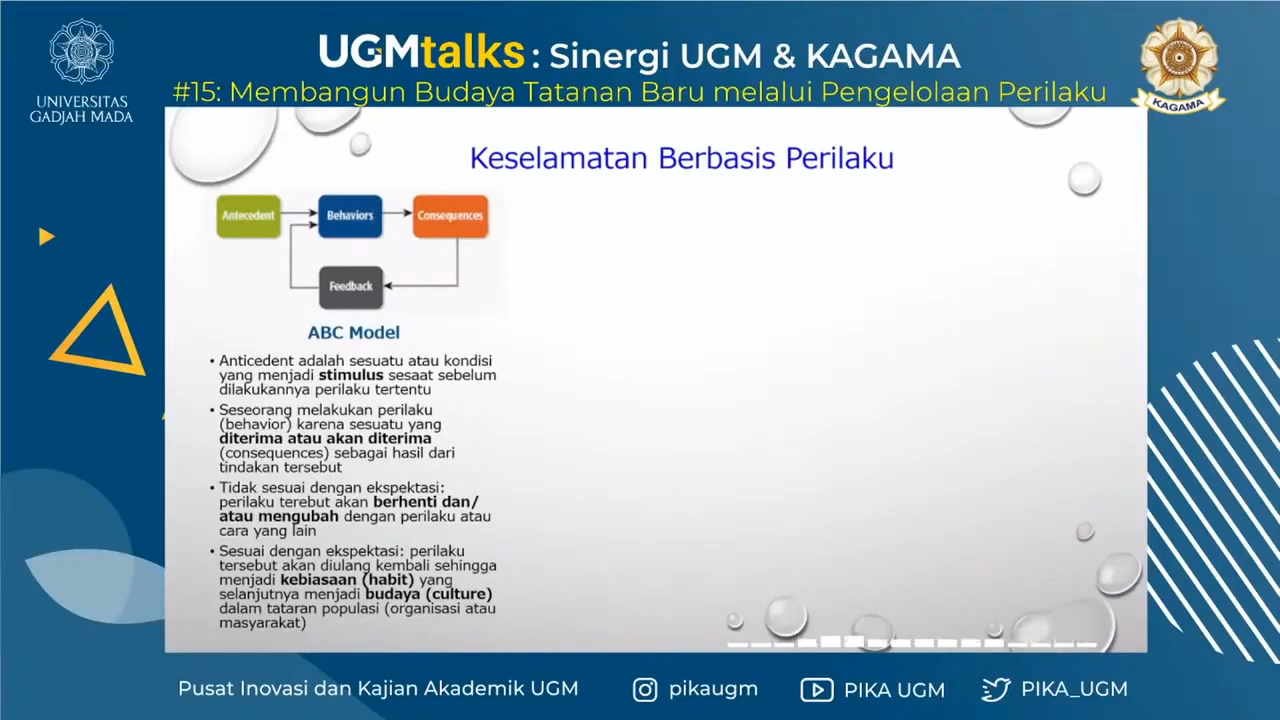 UNIVERSITAS
GADJAH MADA
UGMtalks : Sinergi UGM & KAGAMA
#15: Membangun Budaya Tatanan Baru melalui Pengelolaan Perilaku
KAGAMA
Keselamatan Berbasis Perilaku
Antecedent
Behaviors
Consequences
Feedback
ABC Model
• Anticedent adalah sesuatu atau kondisi
yang menjadi stimulus sesaat sebelum
dilakukannya perilaku tertentu
• Seseorang melakukan perilaku
(behavior) karena sesuatu yang
diterima atau akan diterima
(consequences) sebagai hasil dari
tindakan tersebut
• Tidak sesuai dengan ekspektasi:
perilaku terebut akan berhenti dan/
atau mengubah dengan perilaku atau
cara yang lain
• Sesuai dengan ekspektasi: perilaku
tersebut akan diulang kembali sehingga
menjadi kebiasaan (habit) yang
selanjutnya menjadi budaya (culture)
dalam tataran populasi (organisasi atau
masyarakat)
Pusat Inovasi dan Kajian Akademik UGM
pikaugm
PIKA UGM
PIKA_UGM